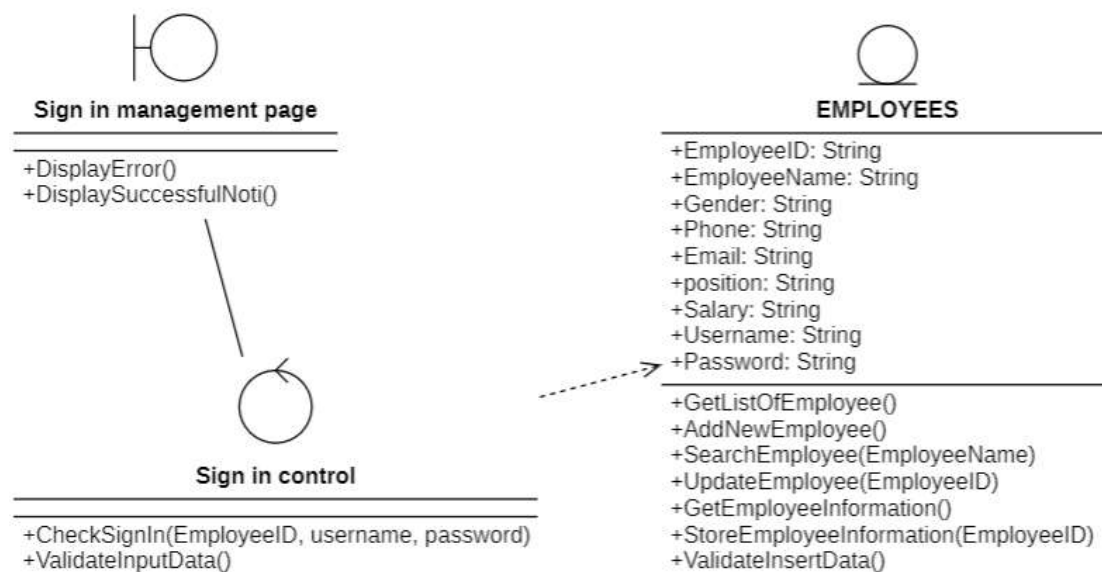 Sign in management page
+DisplayError()
+DisplaySuccessfulNoti()
Sign in control
+CheckSignIn(EmployeeID, username, password)
+ValidateInputData()
EMPLOYEES
+EmployeeID: String
+EmployeeName: String
+Gender: String
+Phone: String
+Email: String
+position: String
+Salary: String
+Username: String
+Password: String
+GetListOfEmployee()
+AddNewEmployee()
+SearchEmployee(EmployeeName)
+UpdateEmployee(EmployeeID)
+GetEmployeeInformation()
+StoreEmployeeInformation(EmployeeID)
+ValidateInsertData()